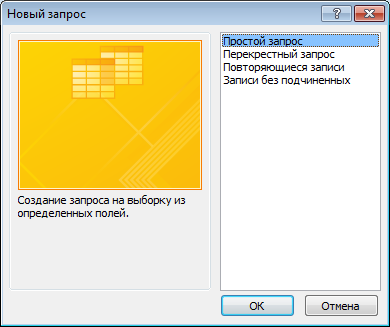 Новый запрос
Простой запрос
Перекрестный запрос
Повторяющиеся записи
Записи без подчиненных
Создание запроса на выборку из
определенных полей.
ОК
Отмена